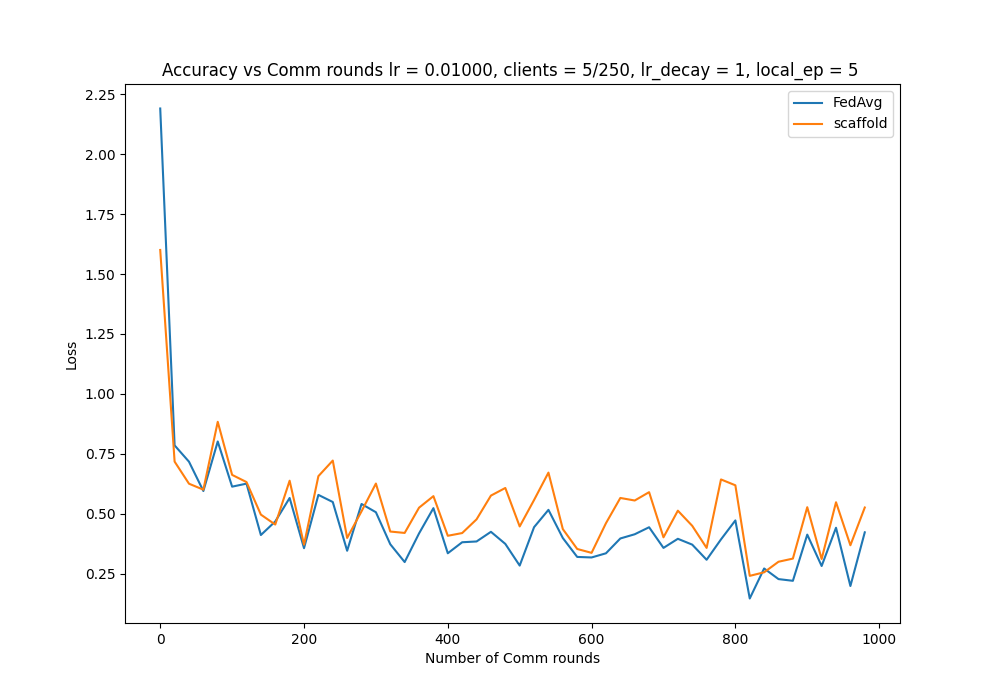 Accuracy vs Comm rounds lr = 0.01000, clients = 5/250, lr_decay = 1, local_ep = 5
FedAvg
scaffold
2.25
2.00
1.75
1.50
1.25
1.00
0.75
0.50
0.25
Loss
0 200 400 600 800 1000
Number of Comm rounds